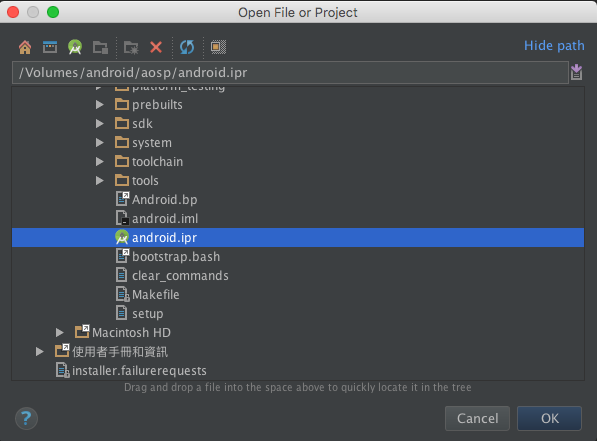 Open File or Project
Hide path
/Volumes/android/aosp/android.ipr
platform_testing
prebuilts
sdk
system
toolchain
tools
Android.bp
android.iml
android.ipr
bootstrap.bash
clear_commands
Makefile
setup
Macintosh HD
使用者手冊和資訊
installer.failurerequests
Drag and drop a file into the space above to quickly locate it in the tree
?
Cancel
OK